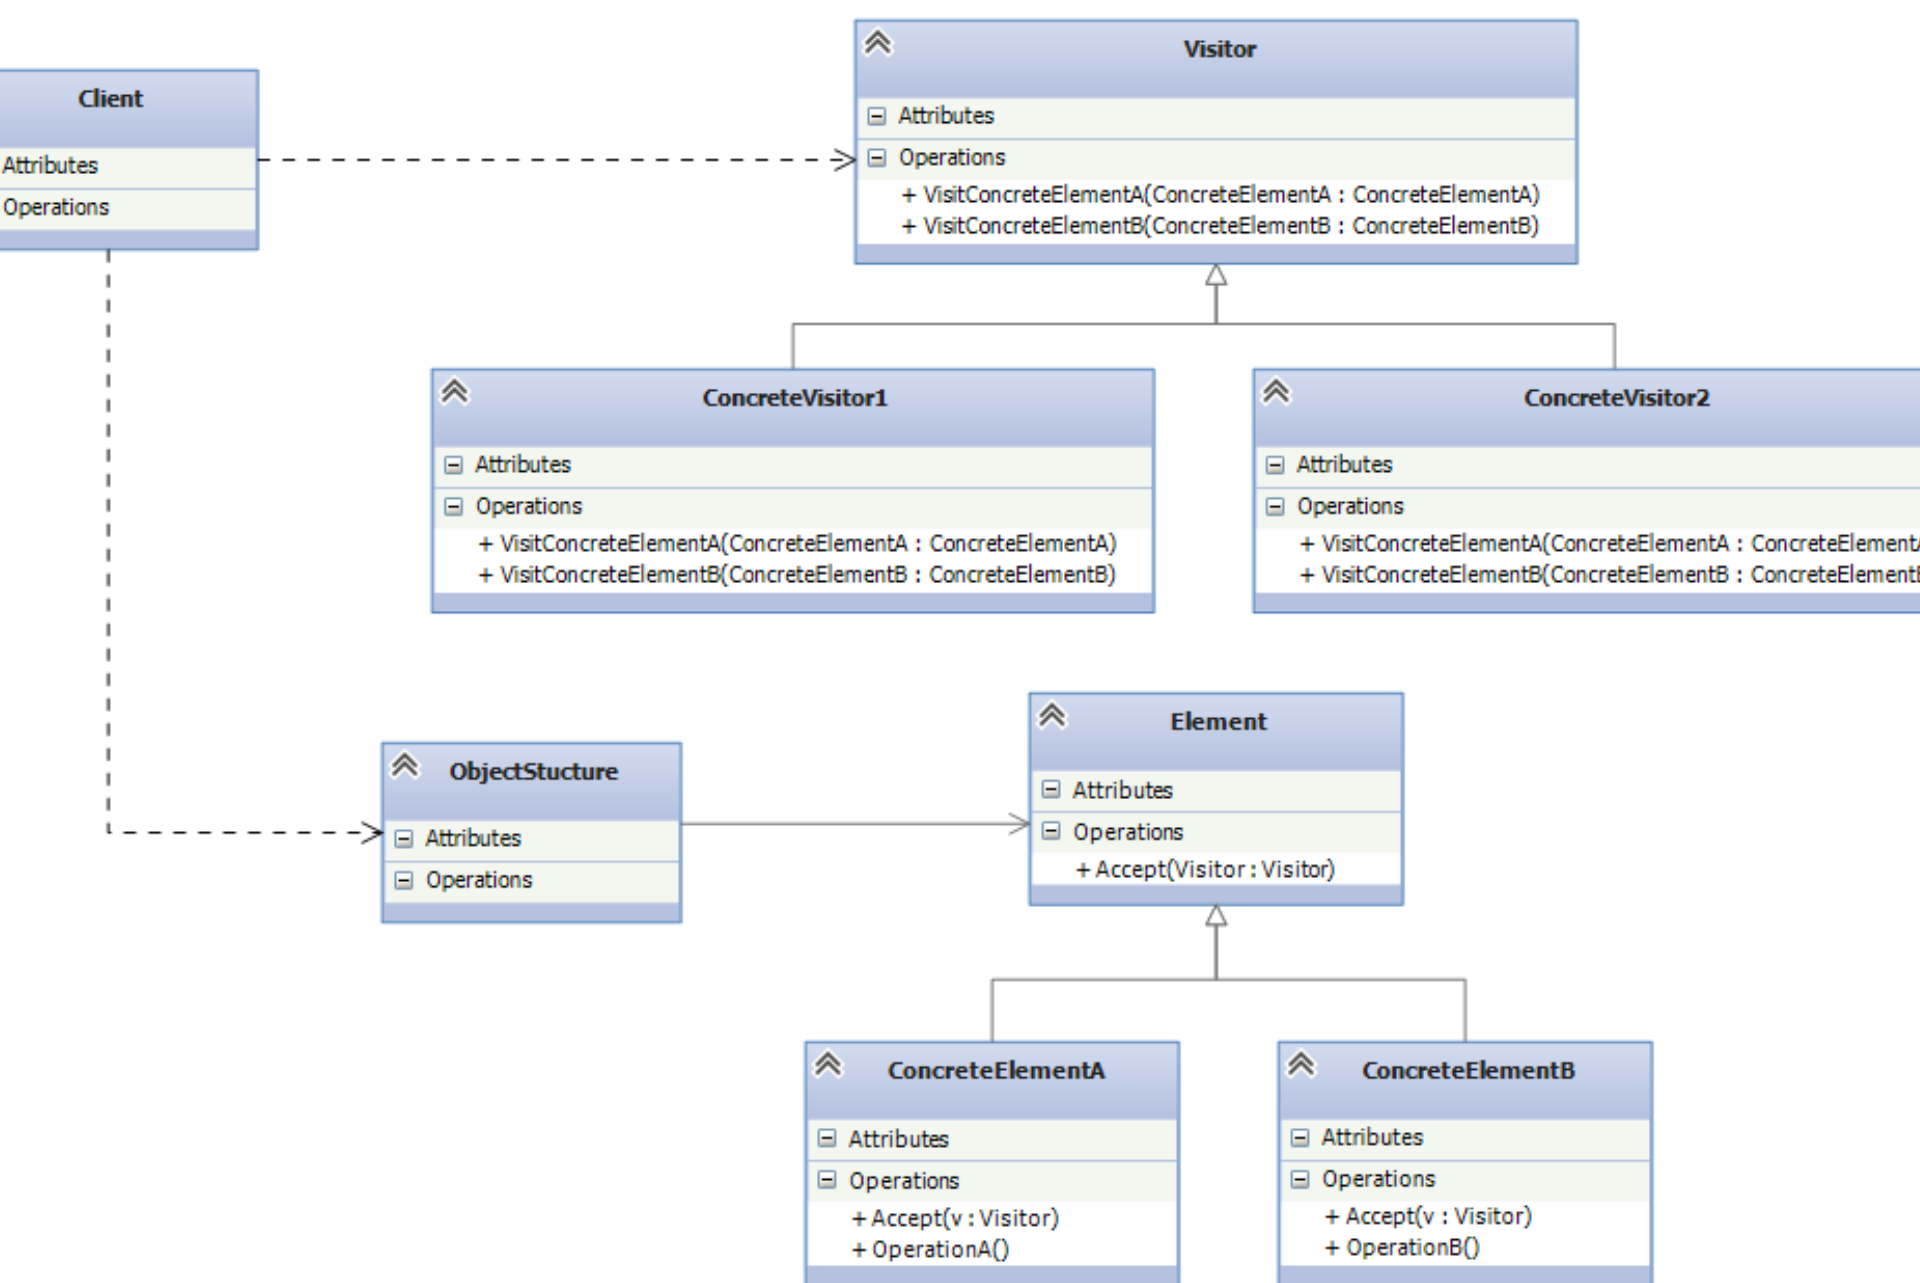 Client
Attributes
Operations
Visitor
Attributes
Operations
+ VisitConcreteElementA(ConcreteElementA : ConcreteElementA)
+ VisitConcreteElementB(ConcreteElementB : ConcreteElementB)
ConcreteVisitor1
Attributes
Operations
+ VisitConcreteElementA(ConcreteElementA : ConcreteElementA)
+ VisitConcreteElementB(ConcreteElementB : ConcreteElementB)
ConcreteVisitor2
Attributes
Operations
+ VisitConcreteElementA(ConcreteElementA : ConcreteElementA
+ VisitConcreteElementB(ConcreteElementB : ConcreteElementB
ObjectStucture
Attributes
Operations
Element
Attributes
Operations
+ Accept(Visitor : Visitor)
ConcreteElementA
Attributes
Operations
+ Accept(v : Visitor)
+ OperationA()
ConcreteElementB
Attributes
Operations
+ Accept(v : Visitor)
+ OperationB()